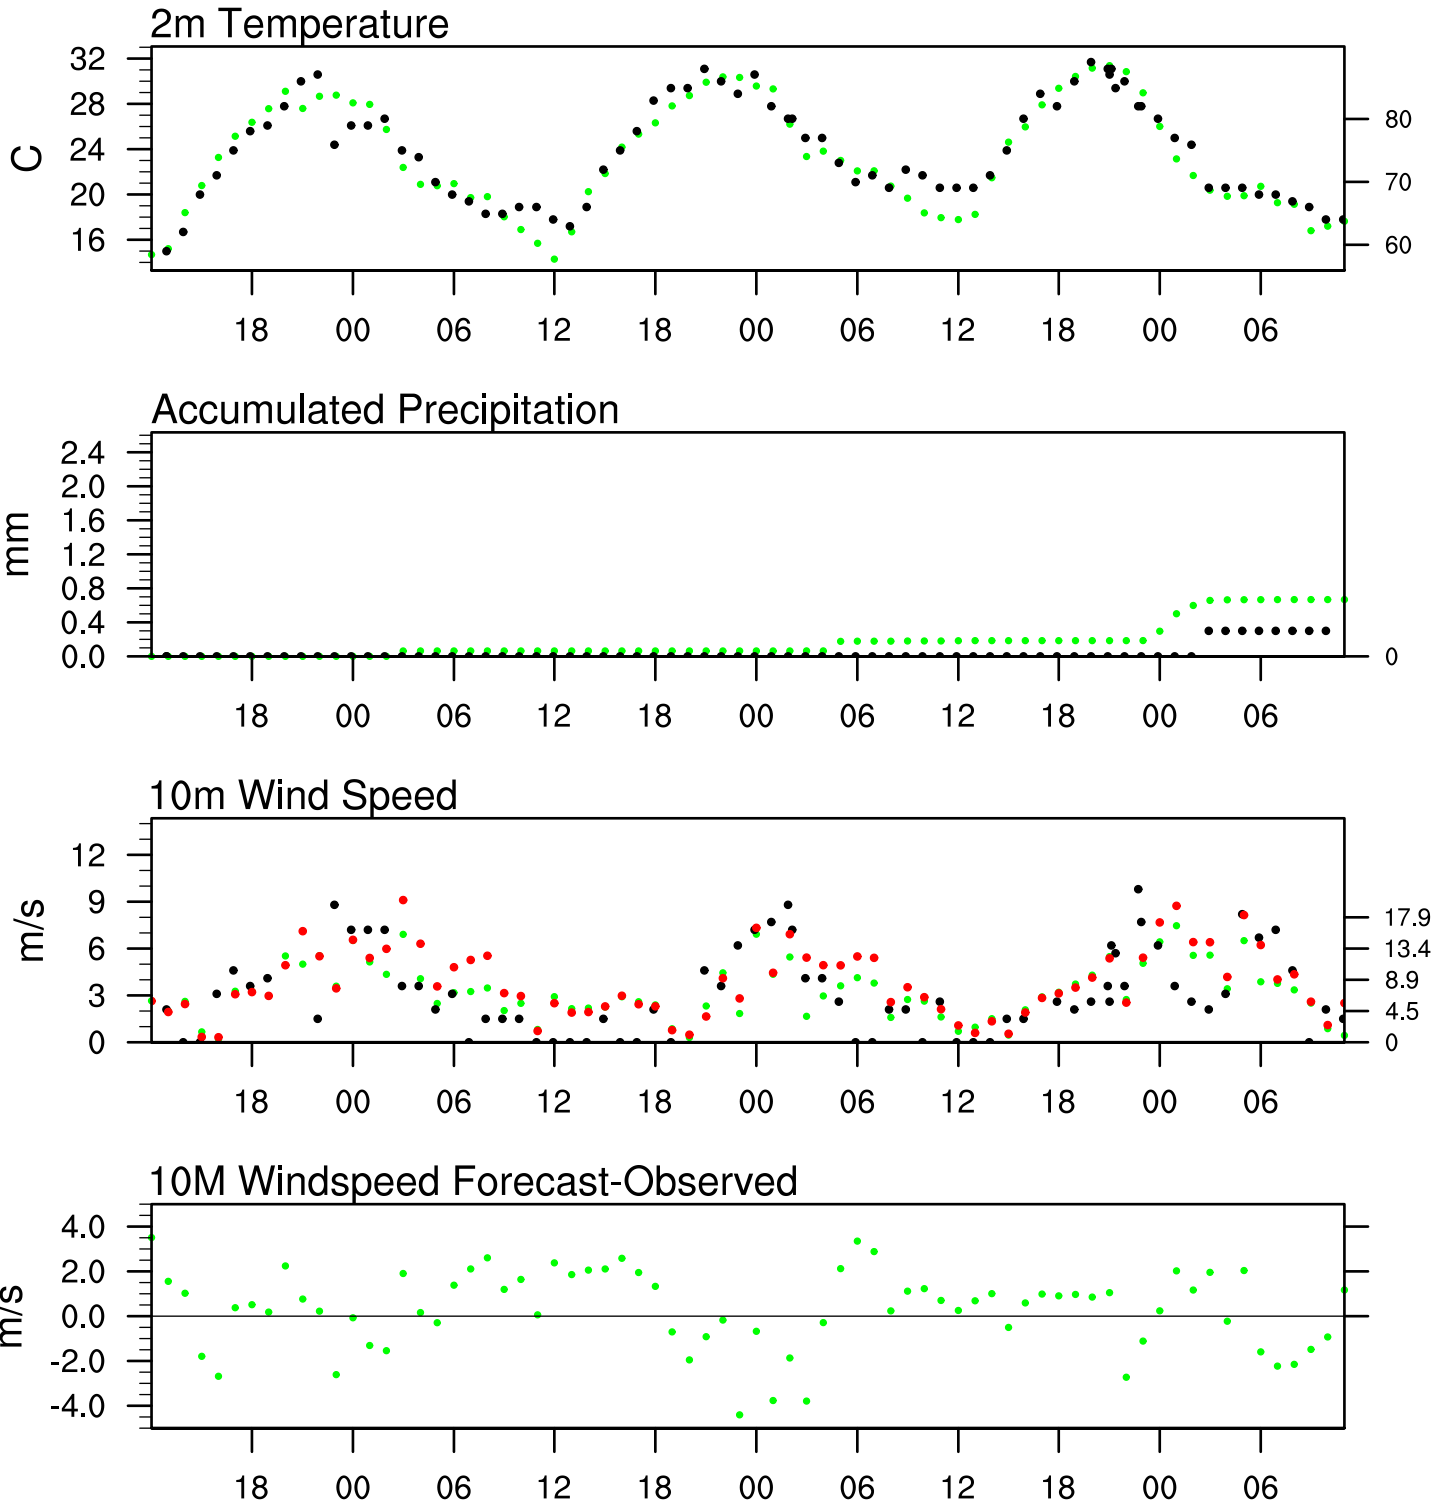 2m Temperature
32
28
24
20
16
C
80
70
60
18 00 06 12 18 00 06 12 18 00 06
Accumulated Precipitation
2.4
2.0
1.6
1.2
0.8
0.4
0.0
mm
0
18 00 06 12 18 00 06 12 18 00 06
10m Wind Speed
12
9
6
3
0
m/s
17.9
13.4
8.9
4.5
0
18 00 06 12 18 00 06 12 18 00 06
10M Windspeed Forecast-Observed
4.0
2.0
0.0
-2.0
-4.0
m/s
18 00 06 12 18 00 06 12 18 00 06